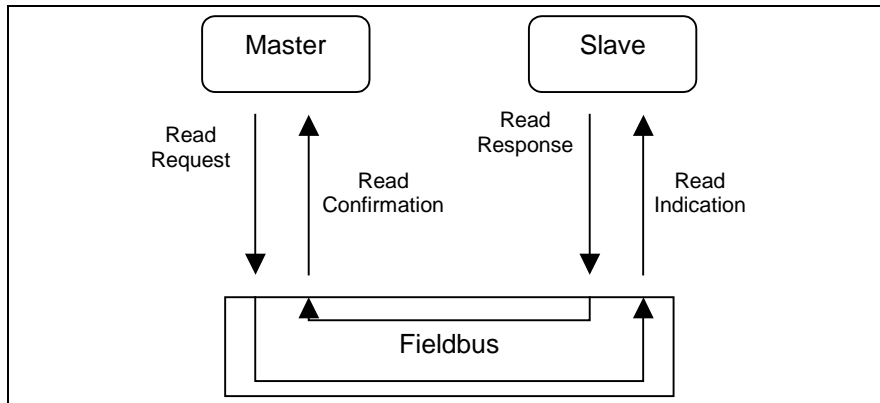 Master
Slave
Read
Request
Read
Confirmation
Read
Response
Read
Indication
Fieldbus